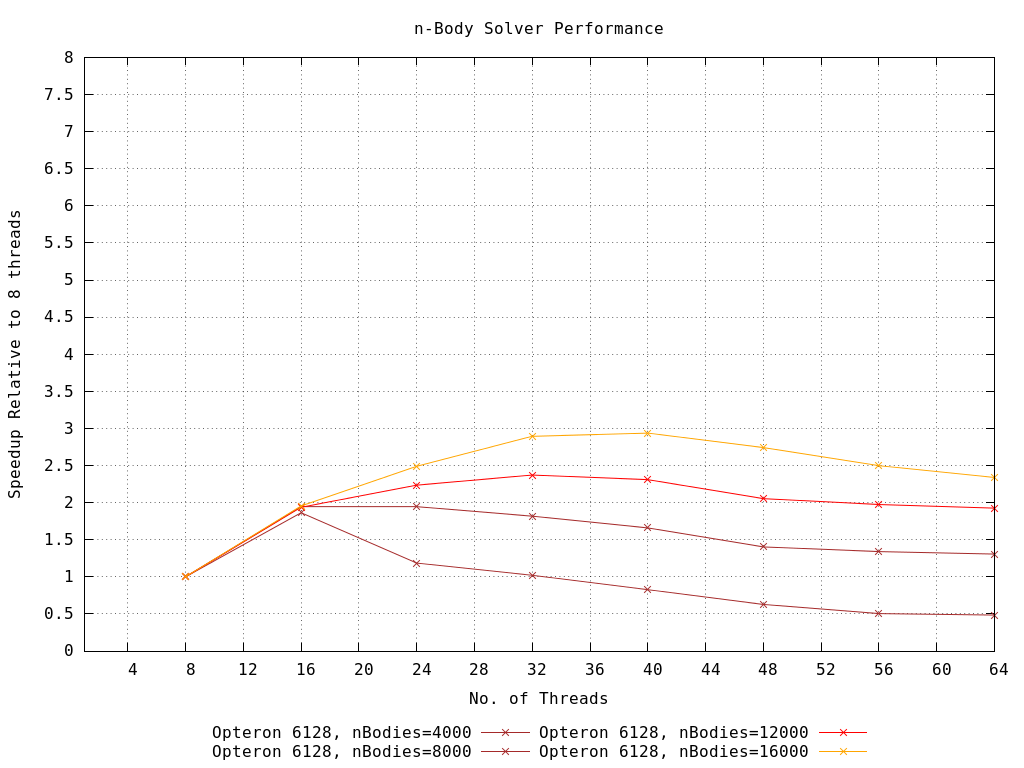 n-Body Solver Performance
8
7.5
7
6.5
6
5.5
5
4.5
4
3.5
3
2.5
2
1.5
1
0.5
0
Speedup Relative to 8 threads
4 8 12 16 20 24 28 32 36 40 44 48 52 56 60 64
No. of Threads
Opteron 6128, nBodies=4000 Opteron 6128, nBodies=12000
Opteron 6128, nBodies=8000 Opteron 6128, nBodies=16000